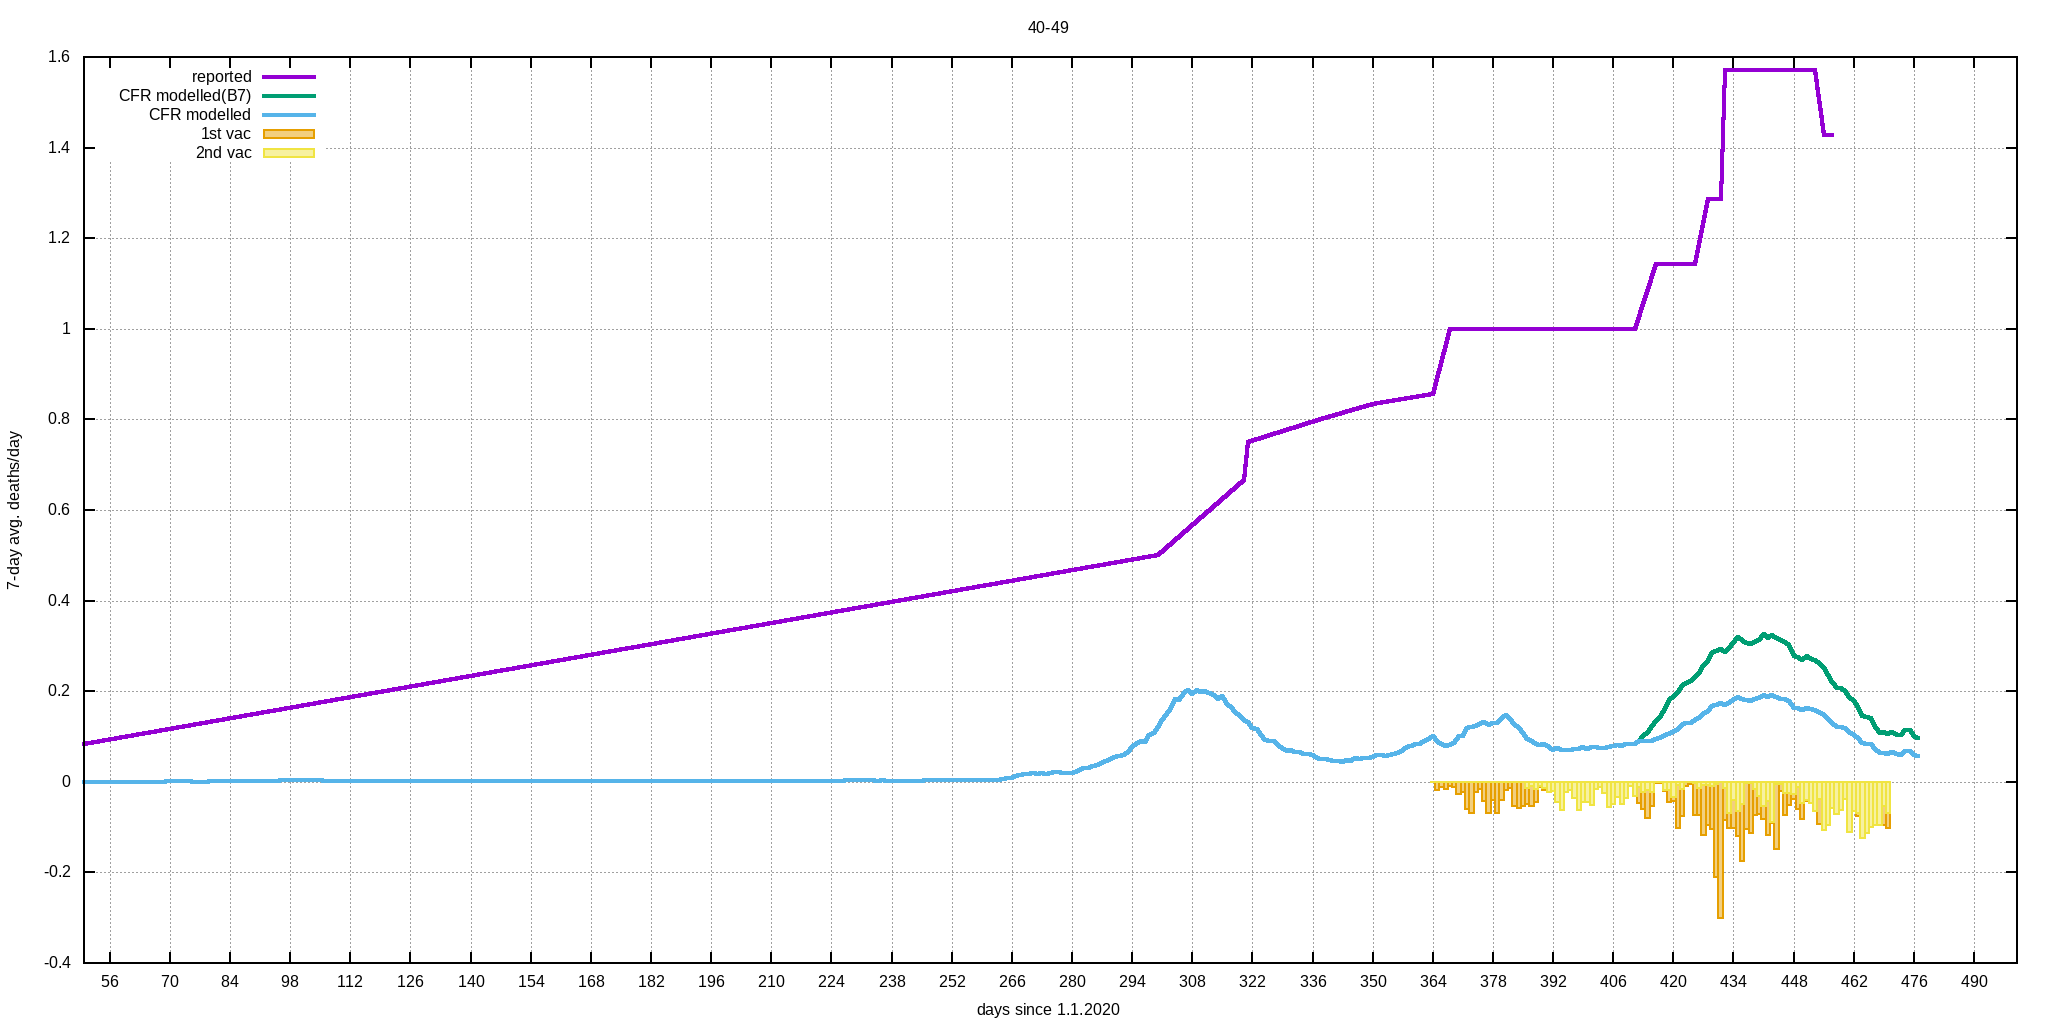 40-49
1.6
1.4
1.2
1
0.8
0.6
0.4
0.2
0
-0.2
-0.4
7-day avg. deaths/day
reported
CFR modelled(B7)
CFR modelled
1st vac
2nd vac
56 70 84 98 112 126 140 154 168 182 196 210 224 238 252 266 280 294 308 322 336 350 364 378 392 406 420 434 448 462 476 490
days since 1.1.2020